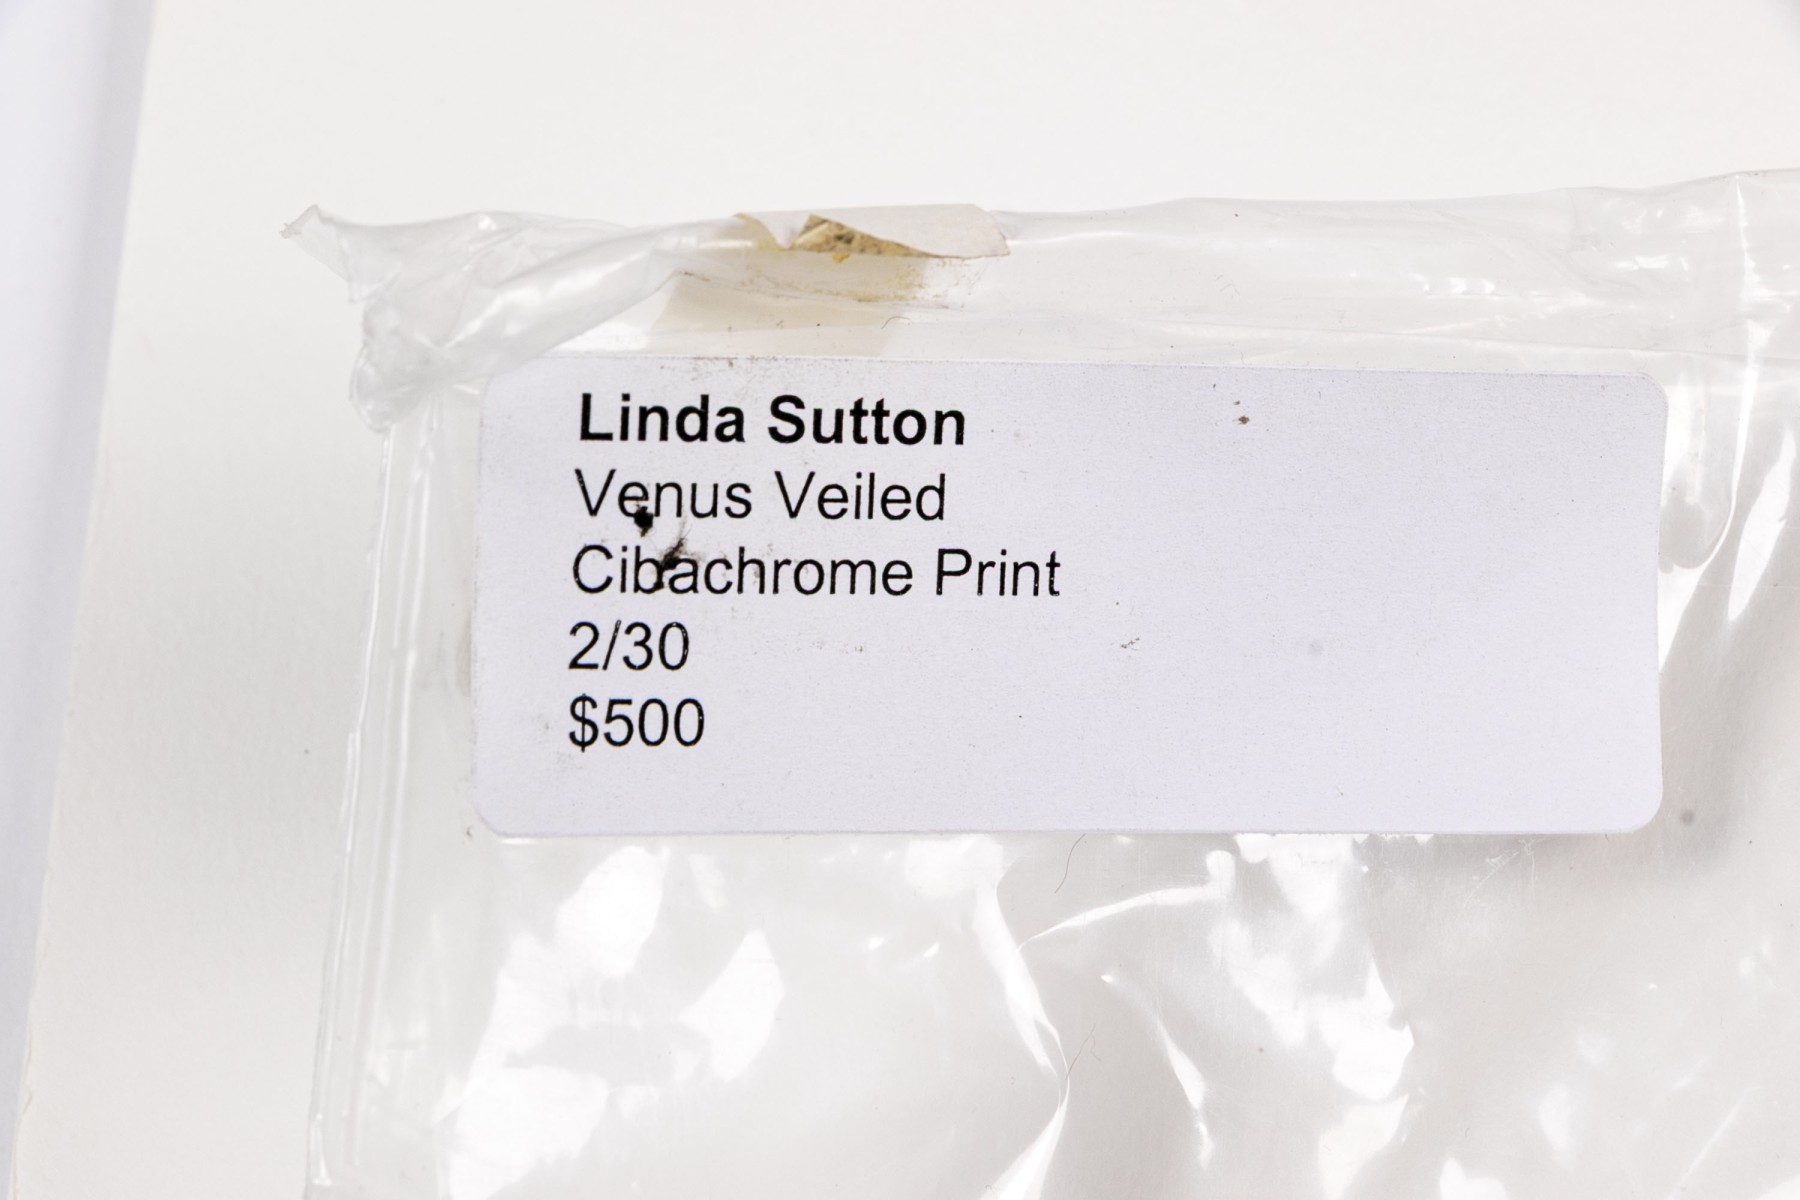 Linda Sutton
Venus Veiled
Cibachrome Print
2/30
$500